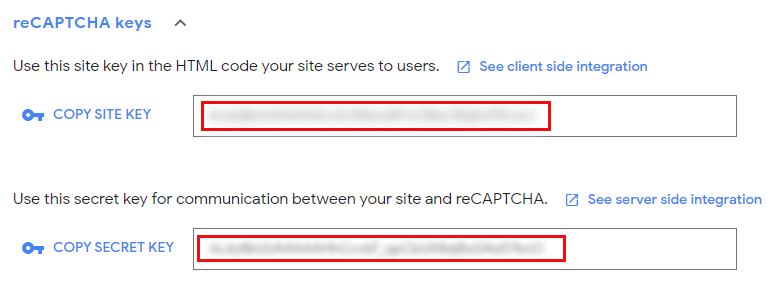 reCAPTCHA keys
Use this site key in the HTML code your site serves to users. See client side integration
COPY SITE KEY
Use this secret key for communication between your site and reCAPTCHA. See server side integration
COPY SECRET KEY